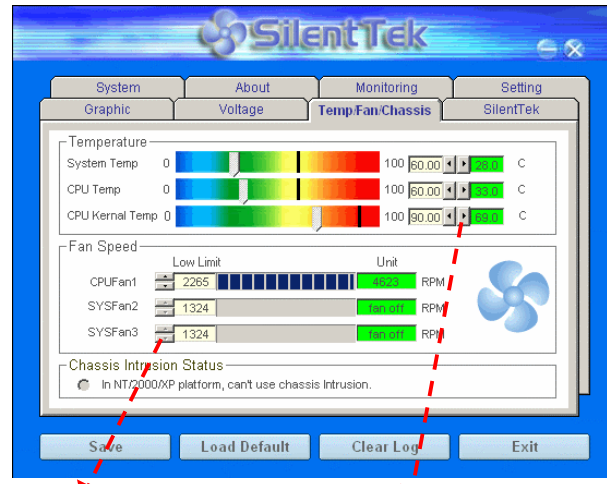 SilentTek
System About Monitoring Setting
Graphic Voltage Temp/Fan/Chassis SilentTek
Temperature
System Temp 0 100 60.00 28.0 C
CPU Temp 0 100 60.00 33.0 C
CPU Kernal Temp 0 100 90.00 69.0 C
Fan Speed
Low Limit Unit
CPUFan1 2265 4623 RPM
SYSFan2 1324 fan off RPM
SYSFan3 1324 fan off RPM
Chassis Intrusion Status
In NT/2000/XP platform, can't use chassis Intrusion.
Save Load Default Clear Log Exit